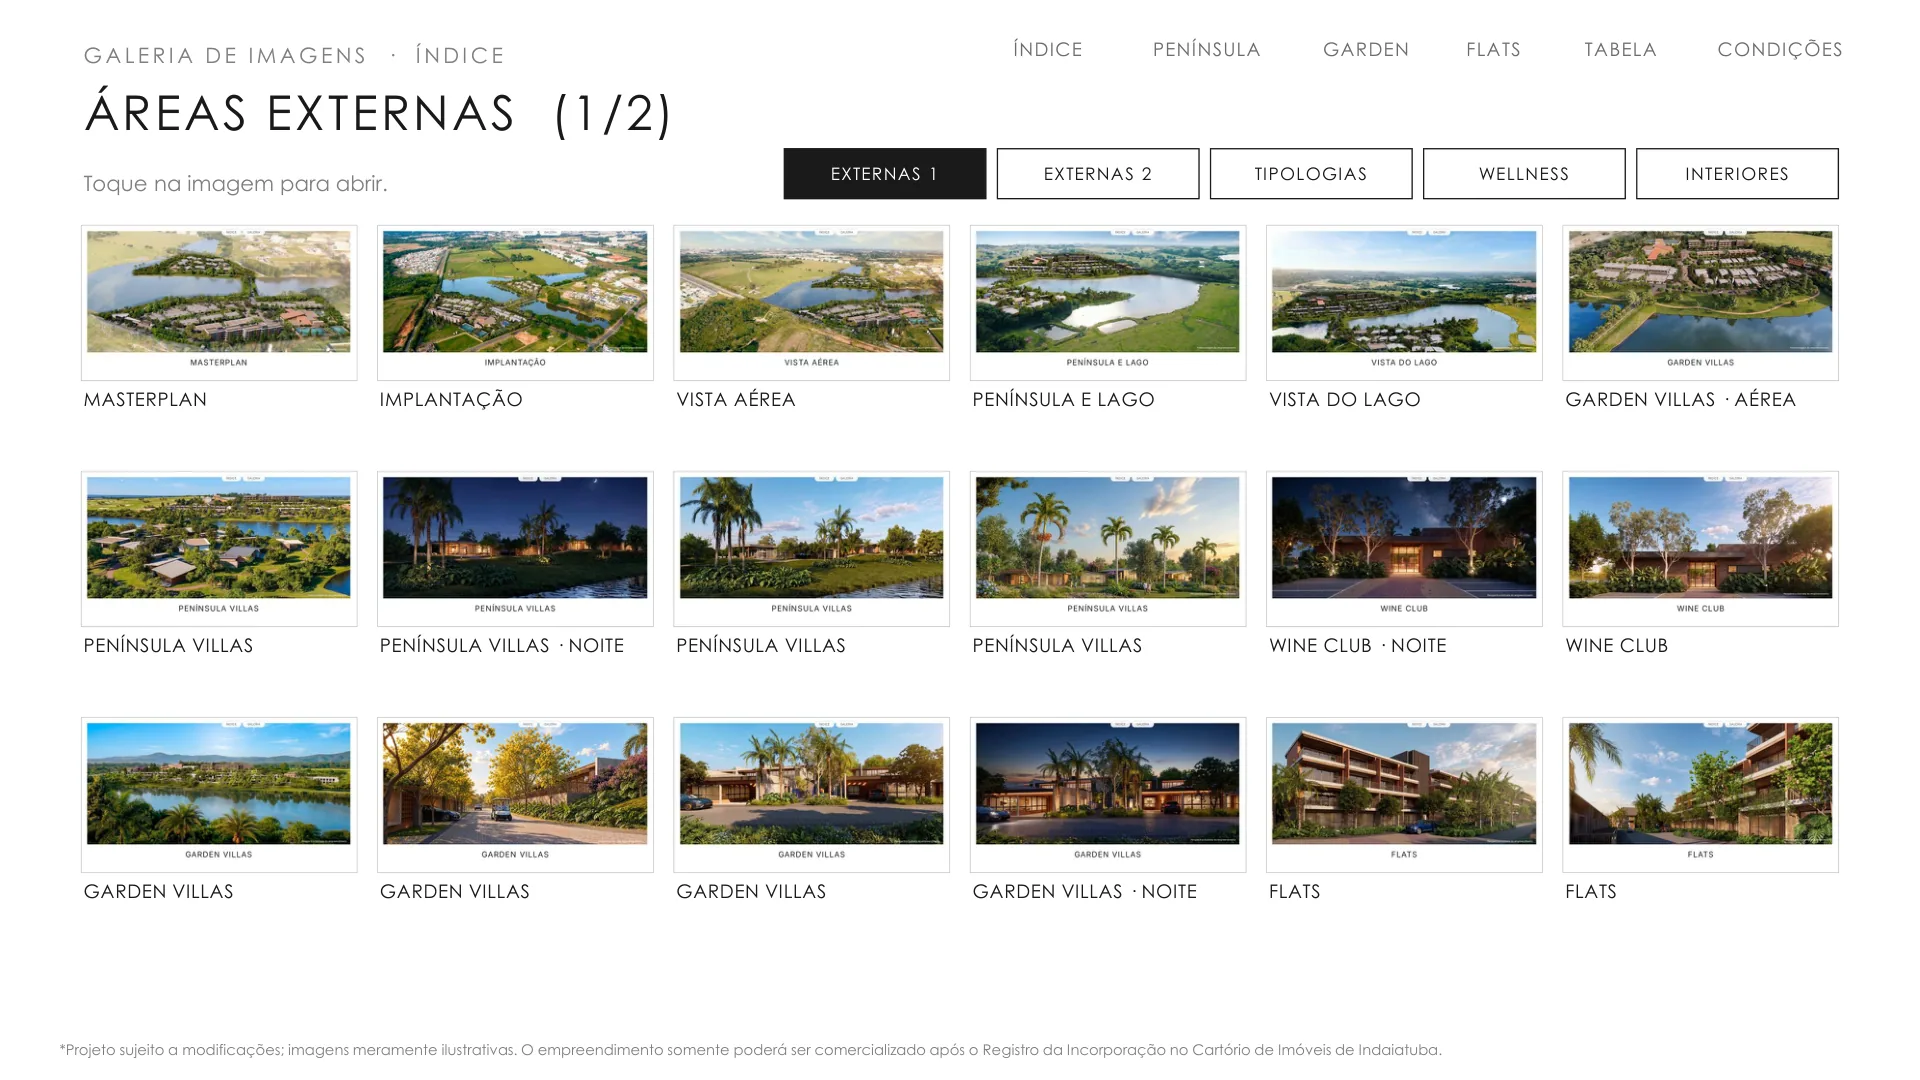 GALERIA DE IMAGENS · ÍNDICE
ÍNDICE PENÍNSULA GARDEN FLATS TABELA CONDIÇÕES
ÁREAS EXTERNAS (1/2)
Toque na imagem para abrir.
EXTERNAS 1 EXTERNAS 2 TIPOLOGIAS WELLNESS INTERIORES
MASTERPLAN IMPLANTAÇÃO VISTA AÉREA PENÍNSULA E LAGO VISTA DO LAGO GARDEN VILLAS
MASTERPLAN IMPLANTAÇÃO VISTA AÉREA PENÍNSULA E LAGO VISTA DO LAGO GARDEN VILLAS · AÉREA
PENÍNSULA VILLAS PENÍNSULA VILLAS PENÍNSULA VILLAS PENÍNSULA VILLAS WINE CLUB WINE CLUB
PENÍNSULA VILLAS PENÍNSULA VILLAS · NOITE PENÍNSULA VILLAS PENÍNSULA VILLAS WINE CLUB · NOITE WINE CLUB
GARDEN VILLAS GARDEN VILLAS GARDEN VILLAS GARDEN VILLAS FLATS FLATS
GARDEN VILLAS GARDEN VILLAS GARDEN VILLAS GARDEN VILLAS · NOITE FLATS FLATS
*Projeto sujeito a modificações; imagens meramente ilustrativas. O empreendimento somente poderá ser comercializado após o Registro da Incorporação no Cartório de Imóveis de Indaiatuba.